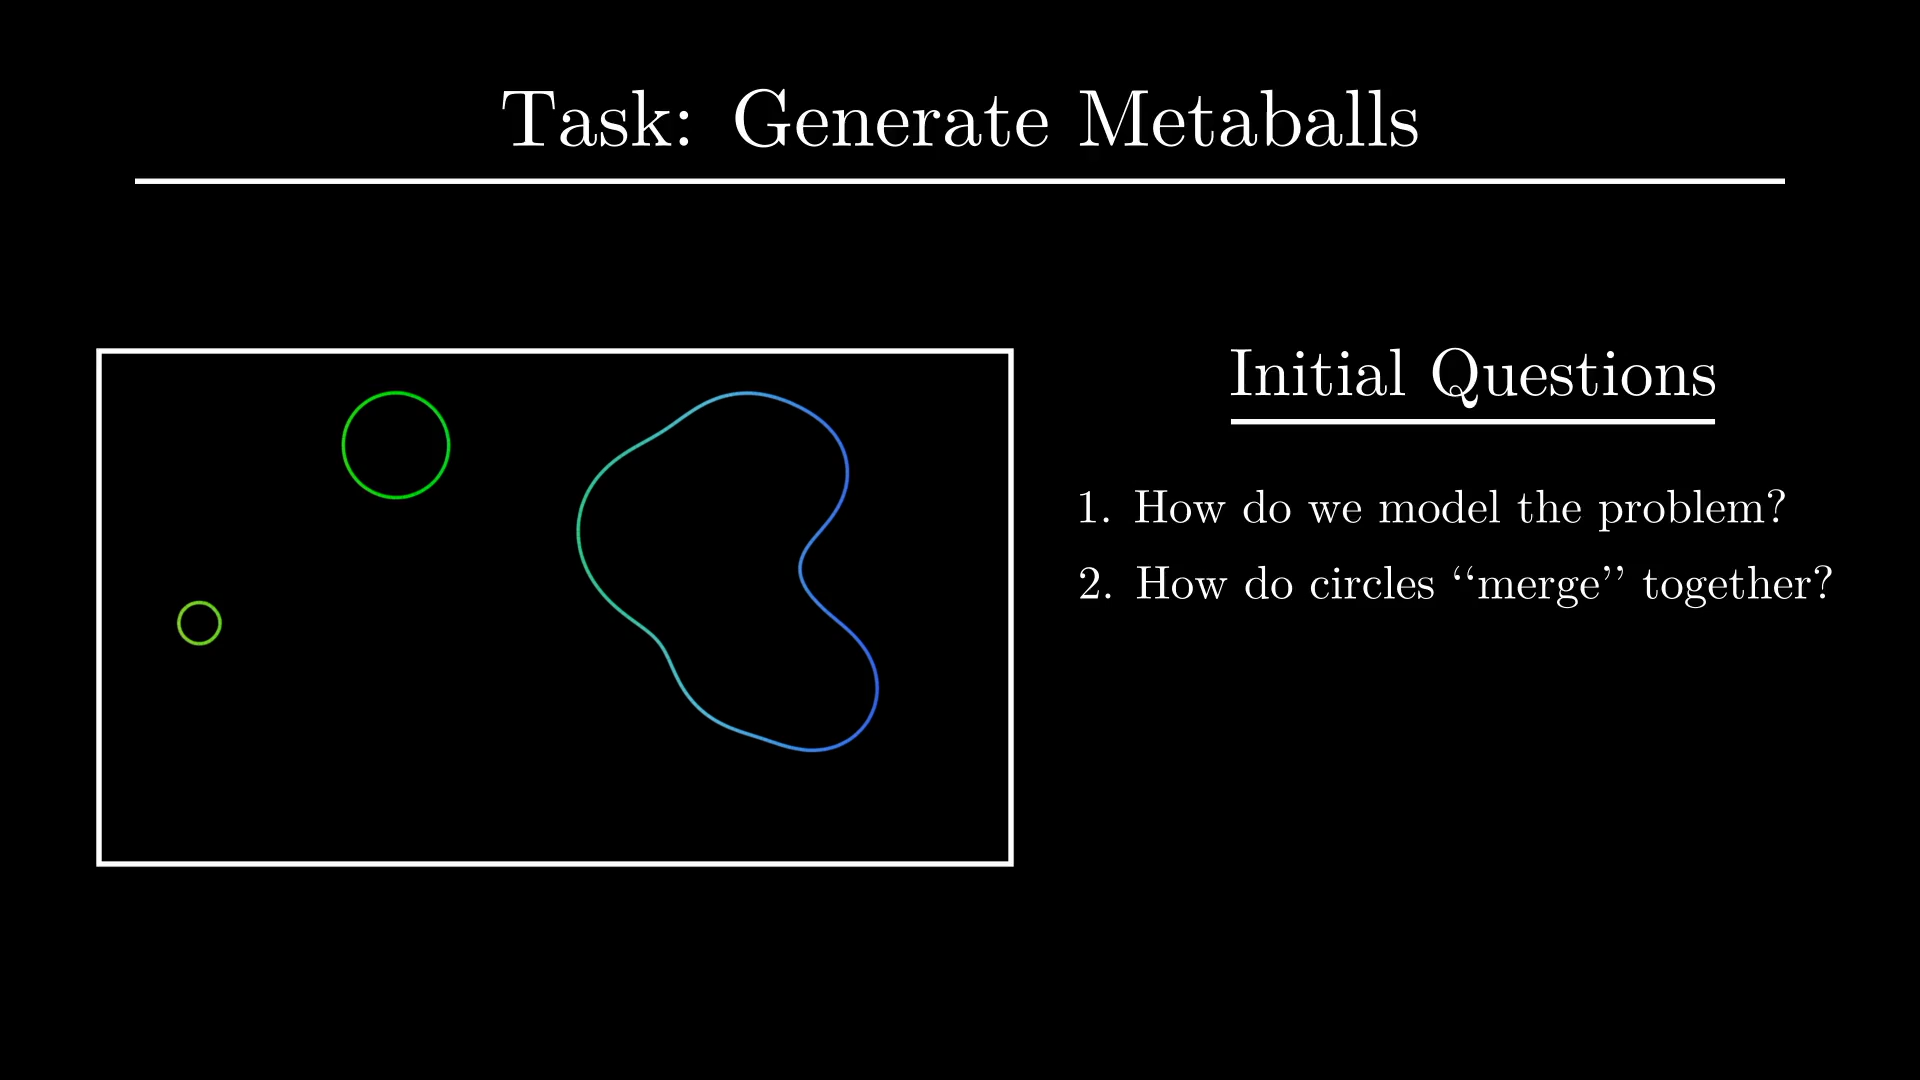 Task: Generate Metaballs
Initial Questions
1. How do we model the problem?
2. How do circles “merge” together?